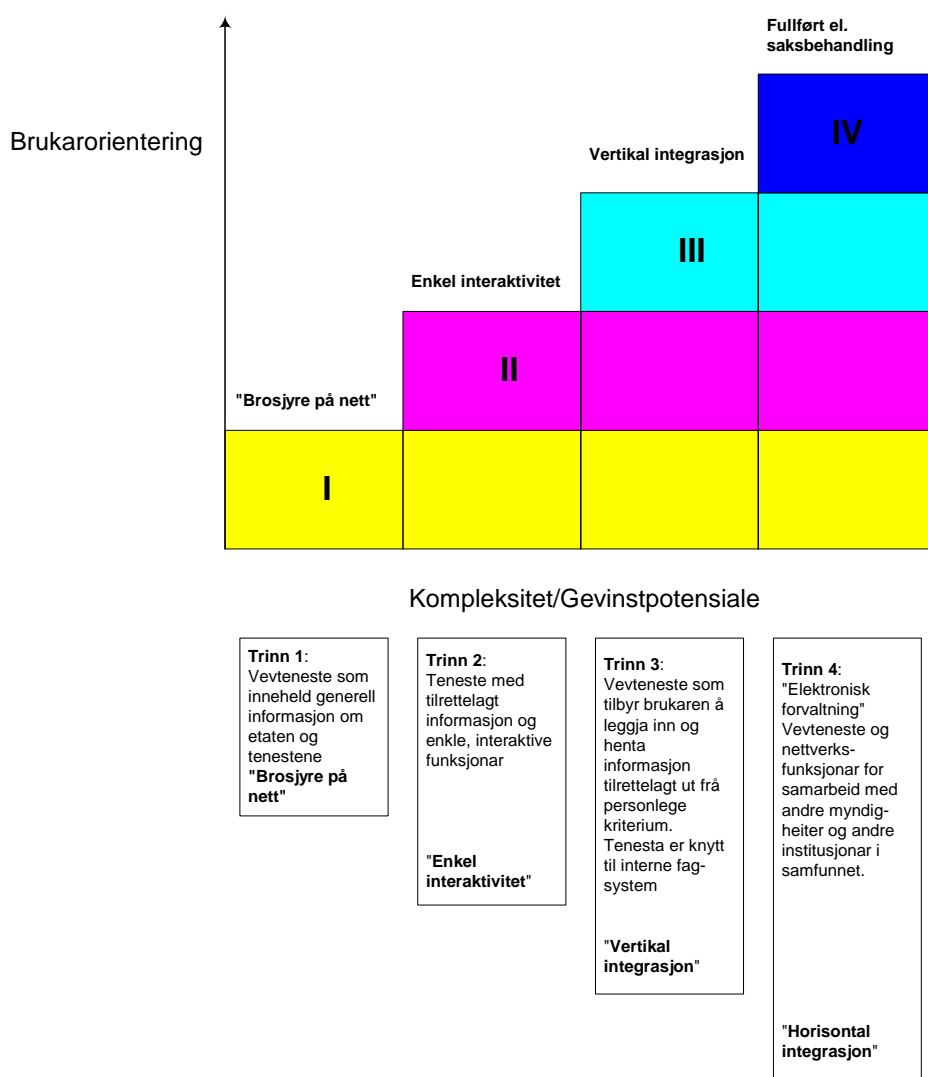 Fullført el.
saksbehandling
Brukarorientering
IV
Vertikal integrasjon
III
Enkel interaktivitet
II
"Brosjyre på nett"
I
Kompleksitet/Gevinstpotensiale
Trinn 1:
Vevteneste som
inneheld generell
informasjon om
etaten og
tenestene
"Brosjyre på
nett"
Trinn 2:
Teneste med
tilrettelagt
informasjon og
enkle, interaktive
funksjonar
"Enkel
interaktivitet"
Trinn 3:
Vevteneste som
tilbyr brukaren å
leggja inn og
henta
informasjon
tilrettelagt ut frå
personlege
kriterium.
Tenesta er knytt
til interne fag-
system
"Vertikal
integrasjon"
Trinn 4:
"Elektronisk
forvaltning"
Vevteneste og
nettverks-
funksjonar for
samarbeid med
andre myndig-
heiter og andre
institusjonar i
samfunnet.
"Horisontal
integrasjon"